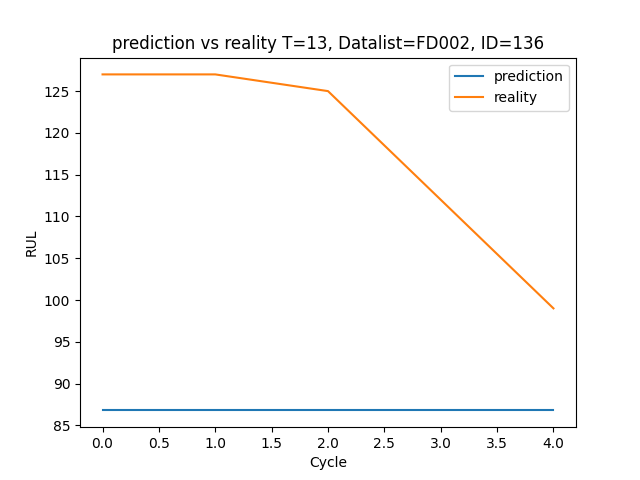 prediction vs reality T=13, Datalist=FD002, ID=136
prediction
reality
RUL
125
120
115
110
105
100
95
90
85
0.0 0.5 1.0 1.5 2.0 2.5 3.0 3.5 4.0
Cycle